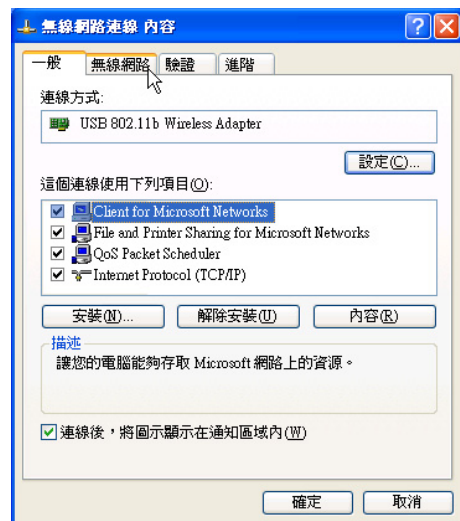 無線網路連線 內容
一般 無線網路 驗證 進階
連線方式:
USB 802.11b Wireless Adapter
設定(C)...
這個連線使用下列項目(O):
Client for Microsoft Networks
File and Printer Sharing for Microsoft Networks
QoS Packet Scheduler
Internet Protocol (TCP/IP)
安裝(N)... 解除安裝(U) 內容(R)
描述
讓您的電腦能夠存取 Microsoft 網路上的資源。
連線後，將圖示顯示在通知區域內(W)
確定 取消